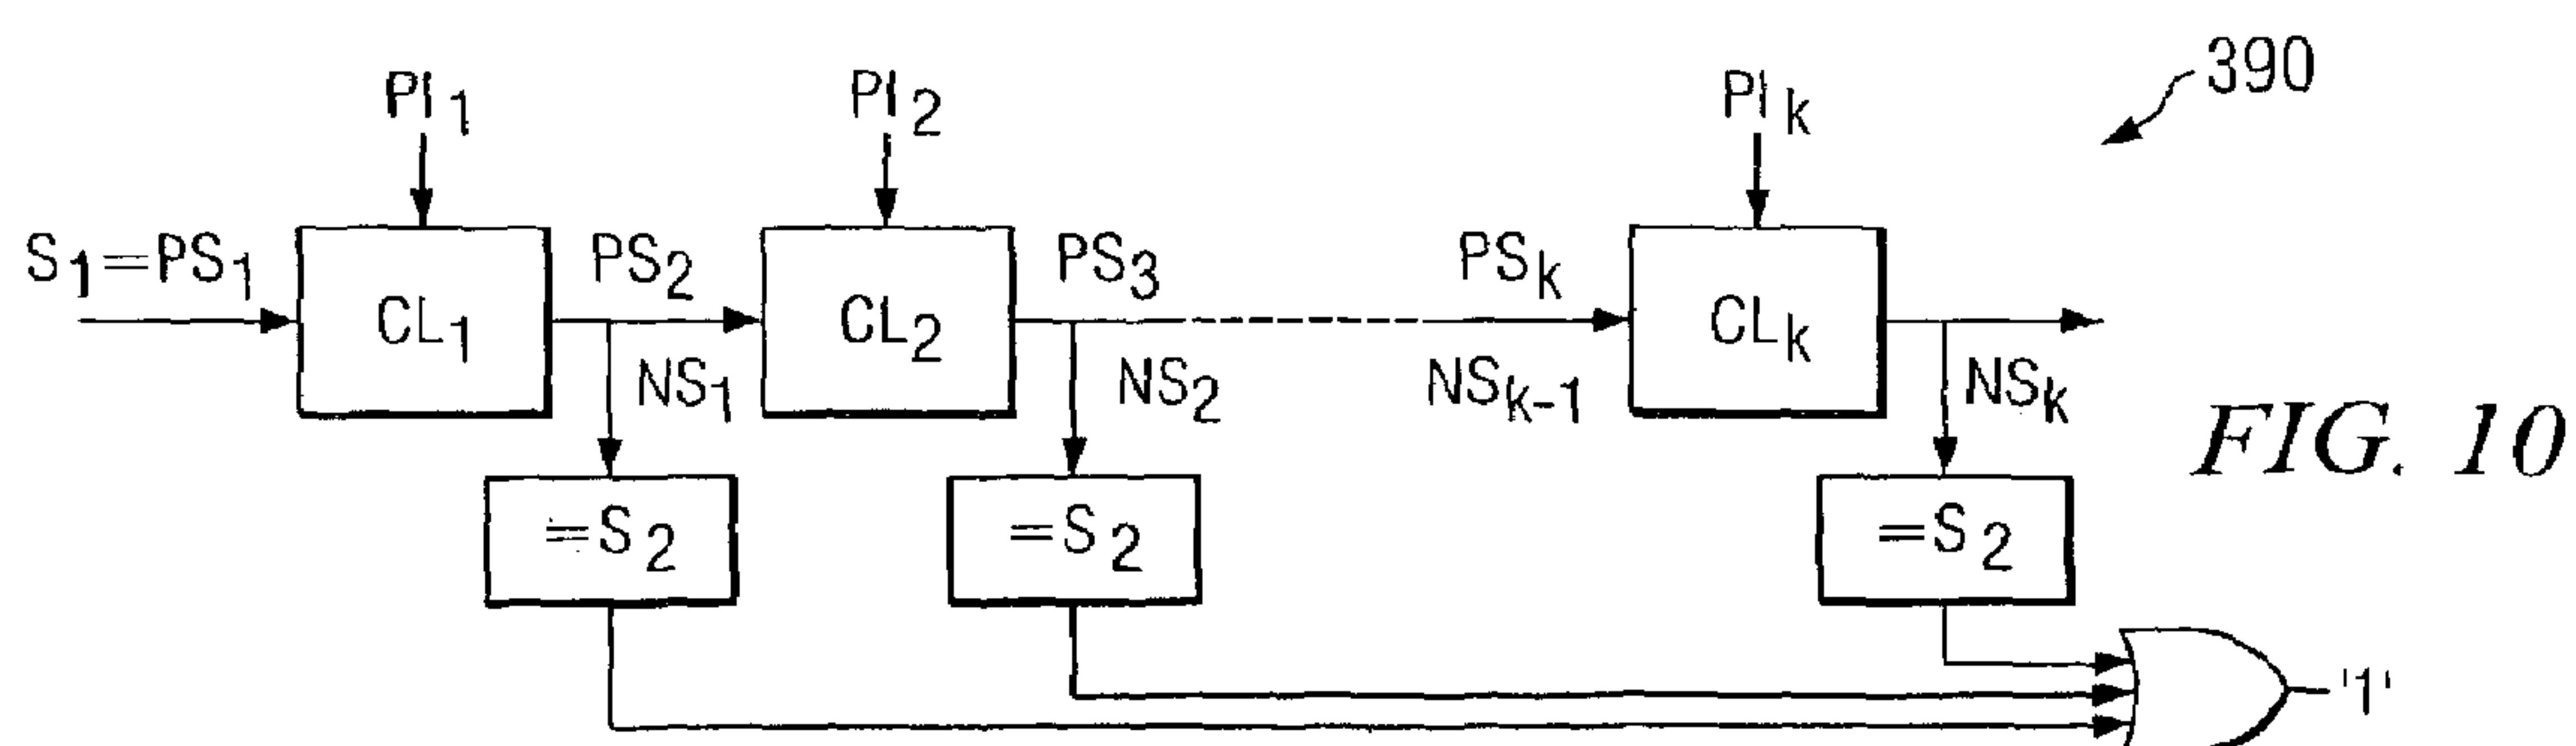 390
PI1 PI2 PIk
S1=PS1 CL1 PS2 CL2 PS3 PSk CLk
NS1 NS2 NSk-1 NSk
FIG. 10
=S2 =S2 =S2
'1'